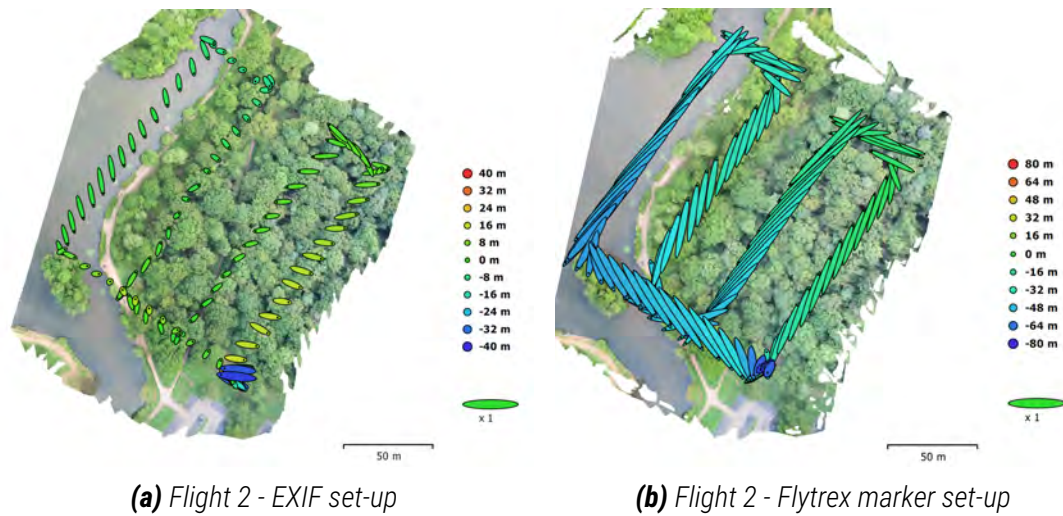 40 m
32 m
24 m
16 m
8 m
0 m
-8 m
-16 m
-24 m
-32 m
-40 m
x 1
50 m
80 m
64 m
48 m
32 m
16 m
0 m
-16 m
-32 m
-48 m
-64 m
-80 m
x 1
50 m
(a) Flight 2 - EXIF set-up
(b) Flight 2 - Flytrex marker set-up